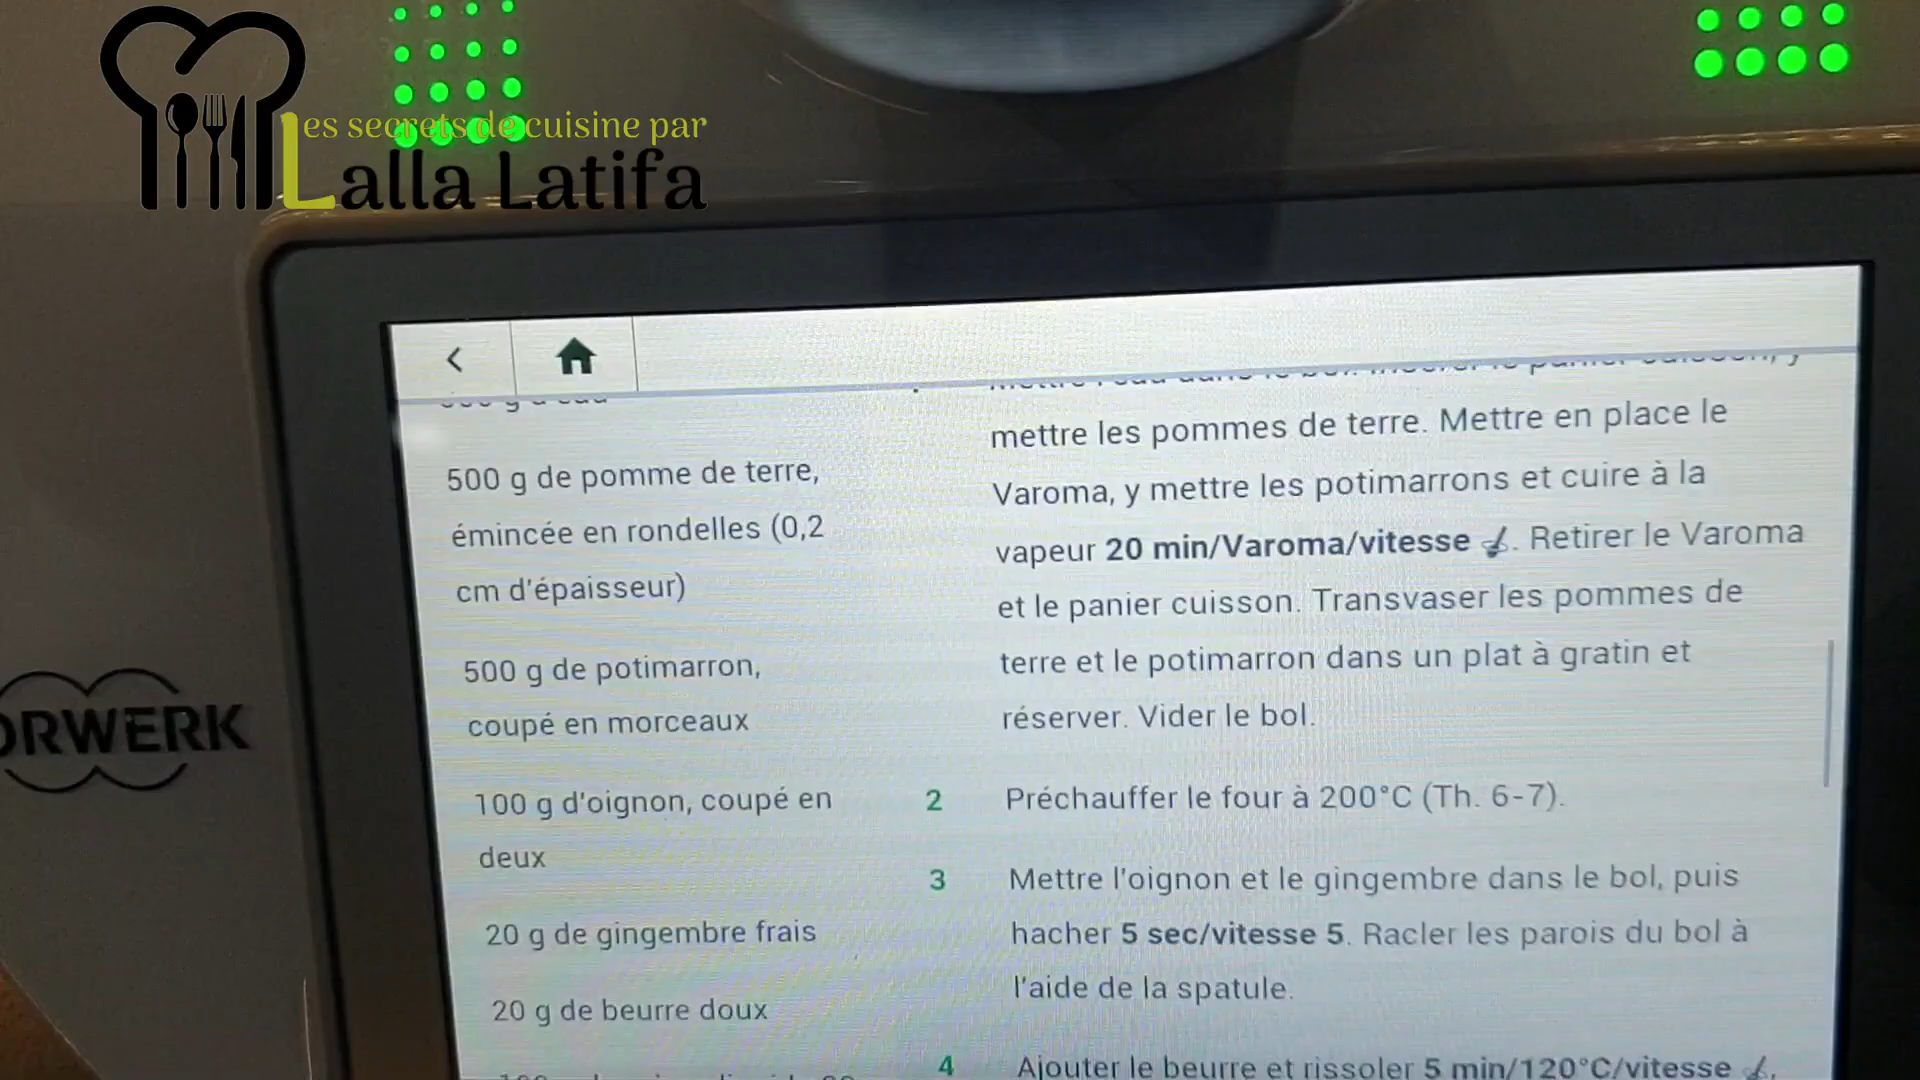 Les secrets de cuisine par
Lalla Latifa
500 g de pomme de terre,
émincée en rondelles (0,2
cm d'épaisseur)
500 g de potimarron,
coupé en morceaux
100 g d'oignon, coupé en
deux
20 g de gingembre frais
20 g de beurre doux
mettre les pommes de terre. Mettre en place le
Varoma, y mettre les potimarrons et cuire à la
vapeur 20 min/Varoma/vitesse . Retirer le Varoma
et le panier cuisson. Transvaser les pommes de
terre et le potimarron dans un plat à gratin et
réserver. Vider le bol.
2 Préchauffer le four à 200°C (Th. 6-7).
3 Mettre l'oignon et le gingembre dans le bol, puis
hacher 5 sec/vitesse 5. Racler les parois du bol à
l'aide de la spatule.
4 Ajouter le beurre et rissoler 5 min/120°C/vitesse .
ORWERK